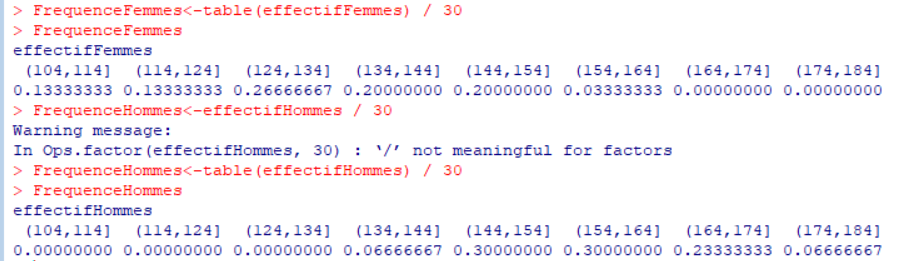 > FrequenceFemmes<-table(effectifFemmes) / 30
> FrequenceFemmes
effectifFemmes
 (104,114]  (114,124]  (124,134]  (134,144]  (144,154]  (154,164]  (164,174]  (174,184]
0.13333333 0.13333333 0.26666667 0.20000000 0.20000000 0.03333333 0.00000000 0.00000000
> FrequenceHommes<-effectifHommes / 30
Warning message:
In Ops.factor(effectifHommes, 30) : ‘/’ not meaningful for factors
> FrequenceHommes<-table(effectifHommes) / 30
> FrequenceHommes
effectifHommes
 (104,114]  (114,124]  (124,134]  (134,144]  (144,154]  (154,164]  (164,174]  (174,184]
0.00000000 0.00000000 0.00000000 0.06666667 0.30000000 0.30000000 0.23333333 0.06666667